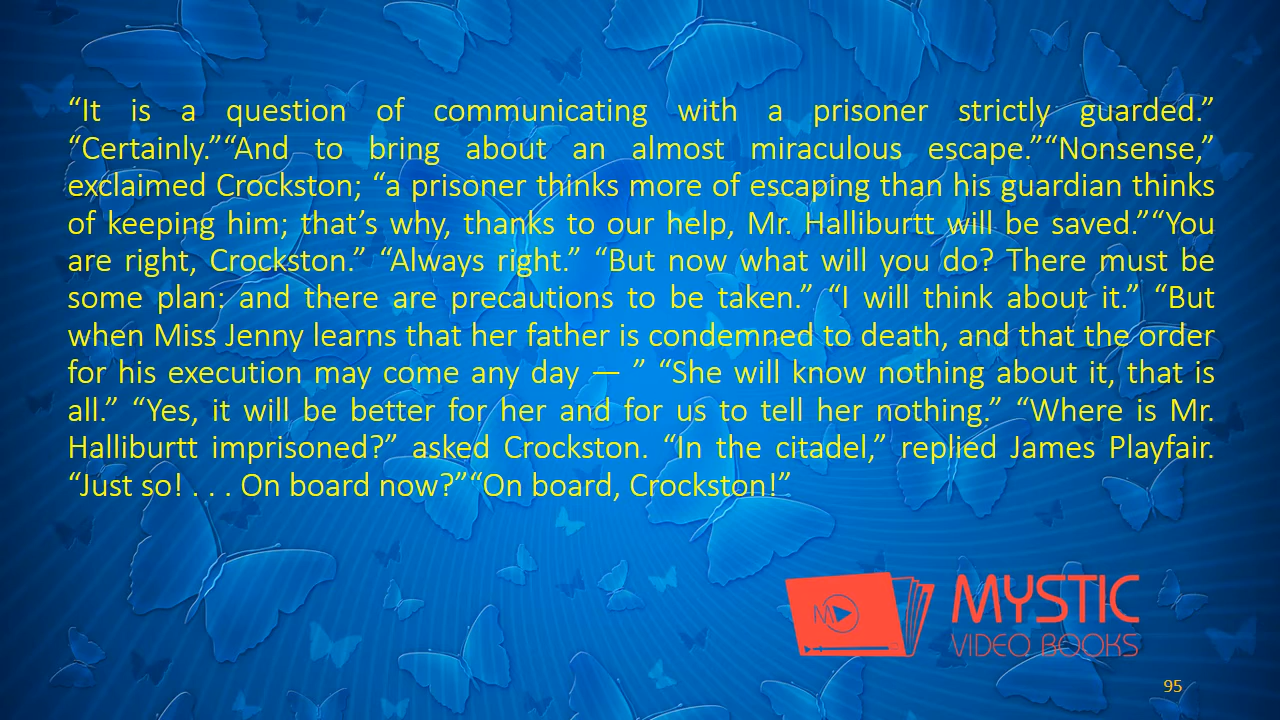 “It is a question of communicating with a prisoner strictly guarded.”
“Certainly.”“And to bring about an almost miraculous escape.”“Nonsense,”
exclaimed Crockston; “a prisoner thinks more of escaping than his guardian thinks
of keeping him; that’s why, thanks to our help, Mr. Halliburtt will be saved.”“You
are right, Crockston.” “Always right.” “But now what will you do? There must be
some plan: and there are precautions to be taken.” “I will think about it.” “But
when Miss Jenny learns that her father is condemned to death, and that the order
for his execution may come any day — ” “She will know nothing about it, that is
all.” “Yes, it will be better for her and for us to tell her nothing.” “Where is Mr.
Halliburtt imprisoned?” asked Crockston. “In the citadel,” replied James Playfair.
“Just so! . . . On board now?”“On board, Crockston!”
M
MYSTIC
VIDEO BOOKS
95